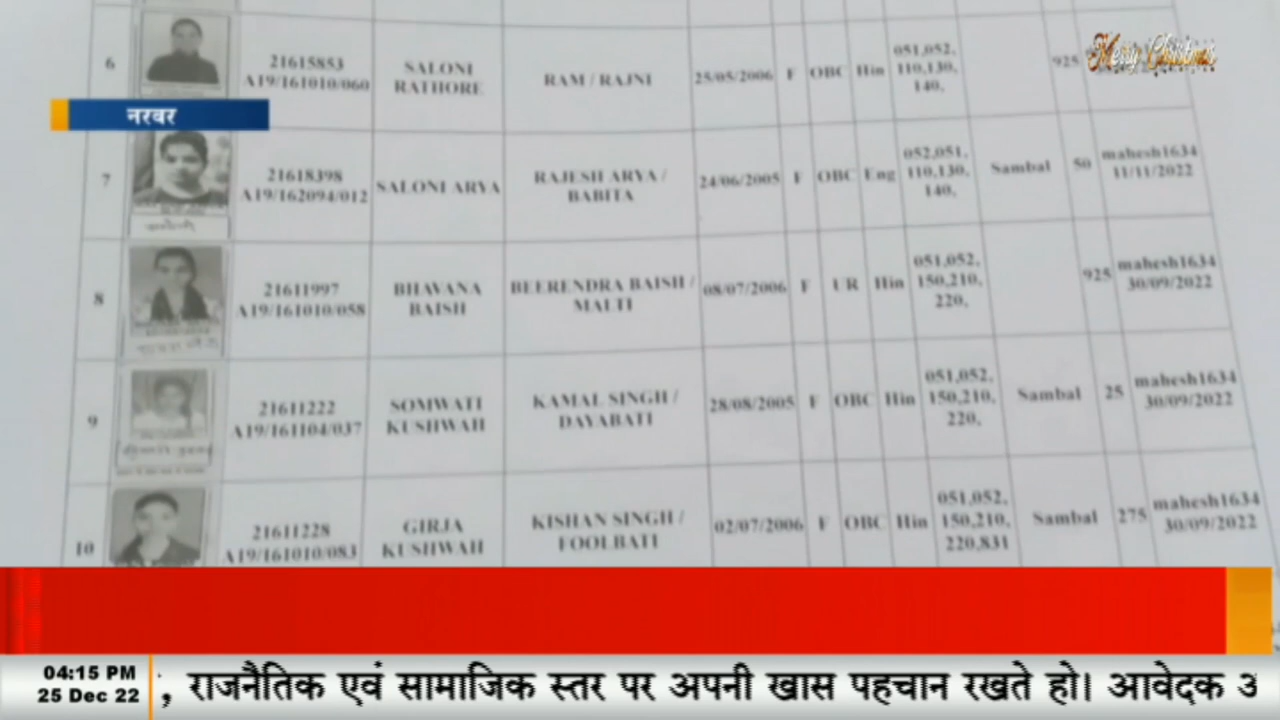 Merry Christmas
6
21615853
A19/161010/060
SALONI
RATHORE
RAM / RAJNI
25/05/2006
F
OBC
Hin
051,052,
110,130,
140,
925
नरवर
7
21618398
A19/162094/012
SALONI ARYA
RAJESH ARYA /
BABITA
24/06/2005
F
OBC
Eng
052,051,
110,130,
140,
Sambal
50
mahesh1634
11/11/2022
8
21611997
A19/161010/058
BHAVANA
BAISH
BEERENDRA BAISH /
MALTI
08/07/2006
F
UR
Hin
051,052,
150,210,
220,
925
mahesh1634
30/09/2022
9
21611222
A19/161104/037
SOMWATI
KUSHWAH
KAMAL SINGH /
DAYABATI
28/08/2005
F
OBC
Hin
051,052,
150,210,
220,
Sambal
25
mahesh1634
30/09/2022
10
21611228
A19/161010/083
GIRJA
KUSHWAH
KISHAN SINGH /
FOOLBATI
02/07/2006
F
OBC
Hin
051,052,
150,210,
220,831
Sambal
275
mahesh1634
30/09/2022
04:15 PM
25 Dec 22
, राजनैतिक एवं सामाजिक स्तर पर अपनी खास पहचान रखते हो। आवेदक